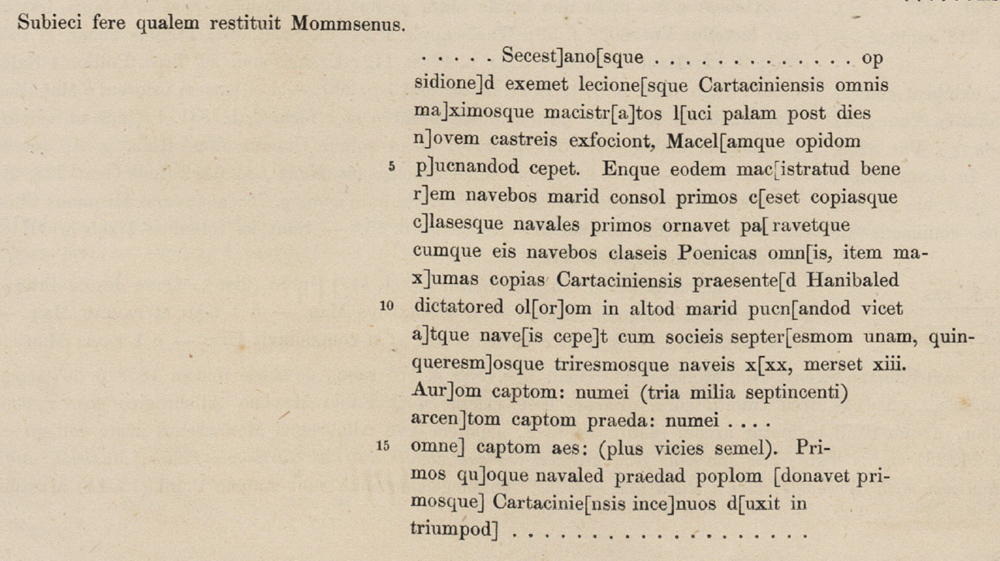 Subieci fere qualem restituit Mommsenus.
. . . . . Secest]ano[sque . . . . . . . . . . . . . . . op
sidione]d exemet lecione[sque Cartaciniensis omnis
ma]ximosque macistr[a]tos l[uci palam post dies
n]ovem castreis exfociont, Macel[amque opidom
5 p]ucnandod cepet. Enque eodem mac[istratud bene
r]em navebos marid consol primos c[eset copiasque
c]lasesque navales primos ornavet pa[ravetque
cumque eis navebos claseis Poenicas omn[is, item ma-
x]umas copias Cartaciniensis praesente[d Hanibaled
10 dictatored ol[or]om in altod marid pucn[andod vicet
a]tque nave[is cepe]t cum socieis septer[esmom unam, quin-
queresm]osque triresmosque naveis x[xx, merset xiii.
Aur]om captom: numei (tria milia septincenti)
arcen]tom captom praeda: numei . . . .
15 omne] captom aes: (plus vicies semel). Pri-
mos qu]oque navaled praedad poplom [donavet pri-
mosque] Cartacinie[nsis ince]nuos d[uxit in
triumpod] . . . . . . . . . . . . . . . . . . .